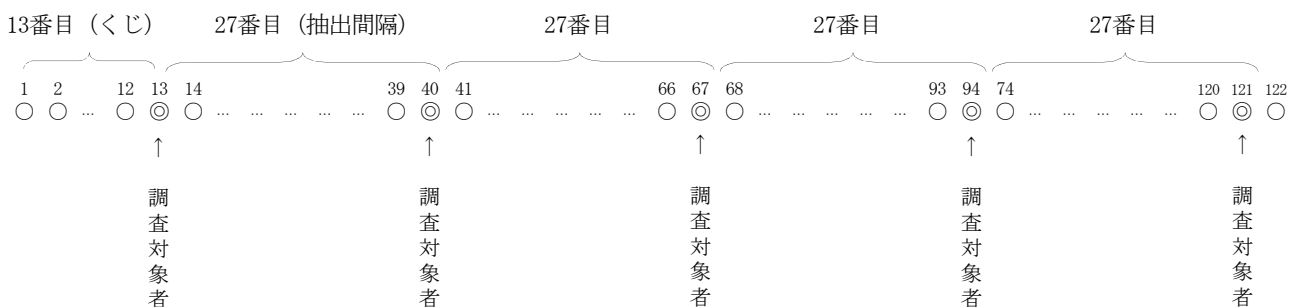 13番目（くじ） 27番目（抽出間隔） 27番目 27番目 27番目
1 2 12 13 14 39 40 41 66 67 68 93 94 74 120 121 122
○ ○ … ○ ◎ ○ … … … … … ○ ◎ ○ … … … … … ○ ◎ ○ … … … … … ○ ◎ ○ … … … … … ○ ◎ ○
↑ ↑ ↑ ↑ ↑
調査対象者 調査対象者 調査対象者 調査対象者 調査対象者